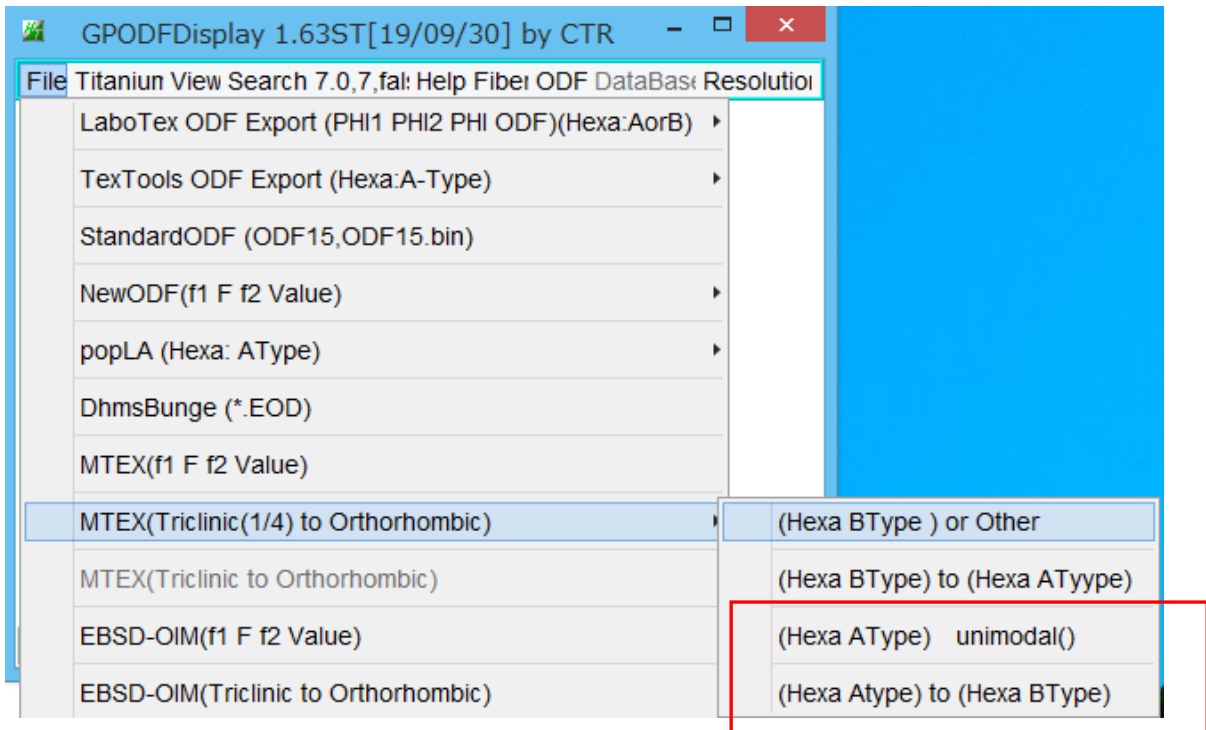 GPODFDisplay 1.63ST[19/09/30] by CTR
File Titaniun View Search 7.0,7,fal: Help Fiber ODF DataBase Resolution
LaboTex ODF Export (PHI1 PHI2 PHI ODF)(Hexa:AorB)
TexTools ODF Export (Hexa:A-Type)
StandardODF (ODF15,ODF15.bin)
NewODF(f1 F f2 Value)
popLA (Hexa: AType)
DhmsBunge (*.EOD)
MTEX(f1 F f2 Value)
MTEX(Triclinic(1/4) to Orthorhombic)
(Hexa BType ) or Other
MTEX(Triclinic to Orthorhombic)
(Hexa BType) to (Hexa ATyype)
EBSD-OIM(f1 F f2 Value)
(Hexa AType) unimodal()
EBSD-OIM(Triclinic to Orthorhombic)
(Hexa Atype) to (Hexa BType)